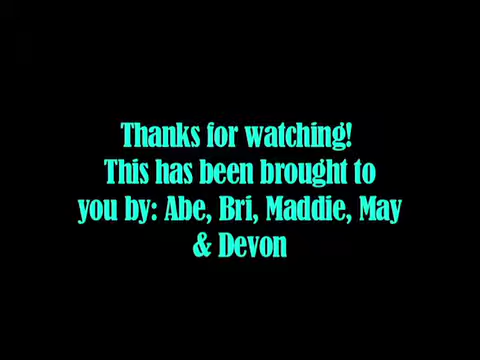 Thanks for watching!
This has been brought to
you by: Abe, Bri, Maddie, May
& Devon